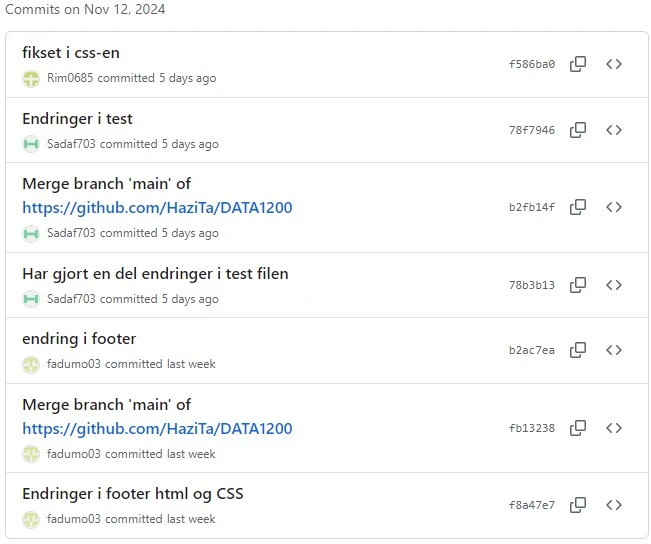 Commits on Nov 12, 2024
fikset i css-en
Rim0685 committed 5 days ago
f586ba0
Endringer i test
Sadaf703 committed 5 days ago
78f7946
Merge branch 'main' of
https://github.com/HaziTa/DATA1200
Sadaf703 committed 5 days ago
b2fb14f
Har gjort en del endringer i test filen
Sadaf703 committed 5 days ago
78b3b13
endring i footer
fadumo03 committed last week
b2ac7ea
Merge branch 'main' of
https://github.com/HaziTa/DATA1200
fadumo03 committed last week
fb13238
Endringer i footer html og CSS
fadumo03 committed last week
f8a47e7